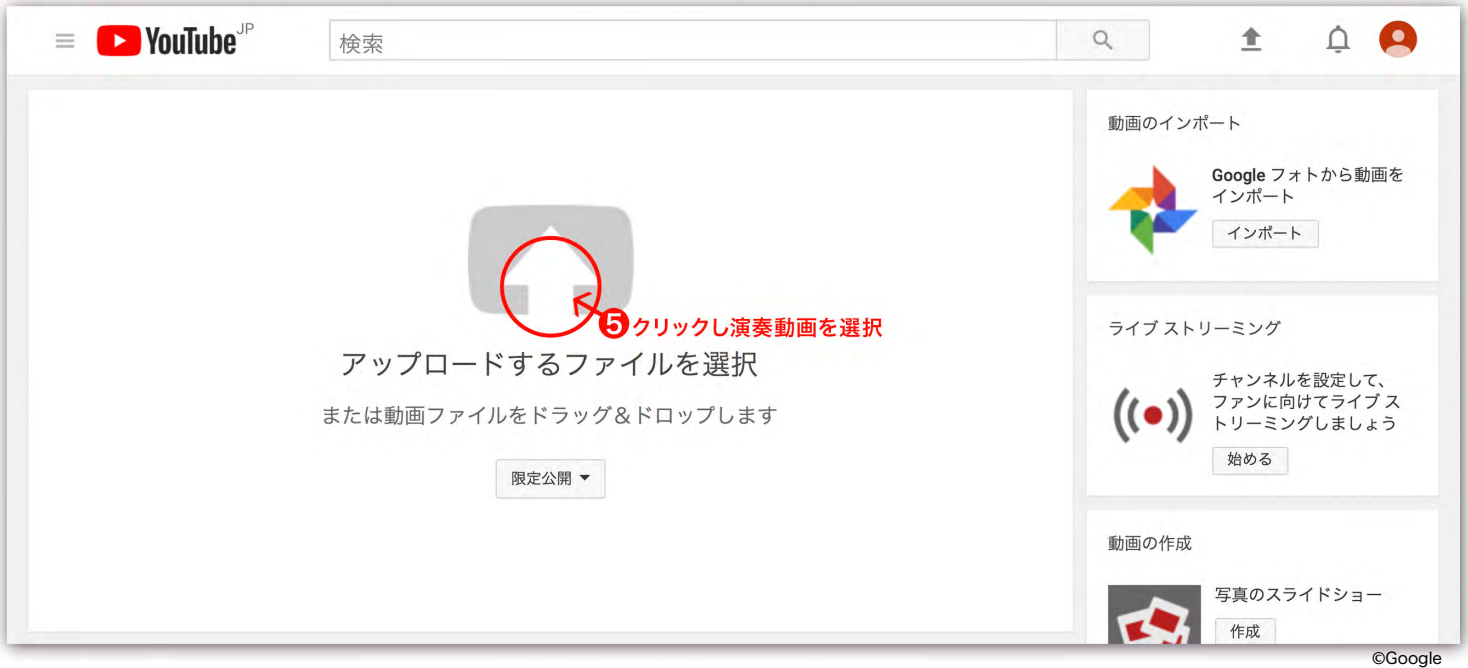 YouTube JP
検索
動画のインポート
Google フォトから動画を
インポート
インポート
❺クリックし演奏動画を選択
アップロードするファイルを選択
または動画ファイルをドラッグ＆ドロップします
限定公開
ライブ ストリーミング
チャンネルを設定して、
ファンに向けてライブ ス
トリーミングしましょう
始める
動画の作成
写真のスライドショー
作成
©Google